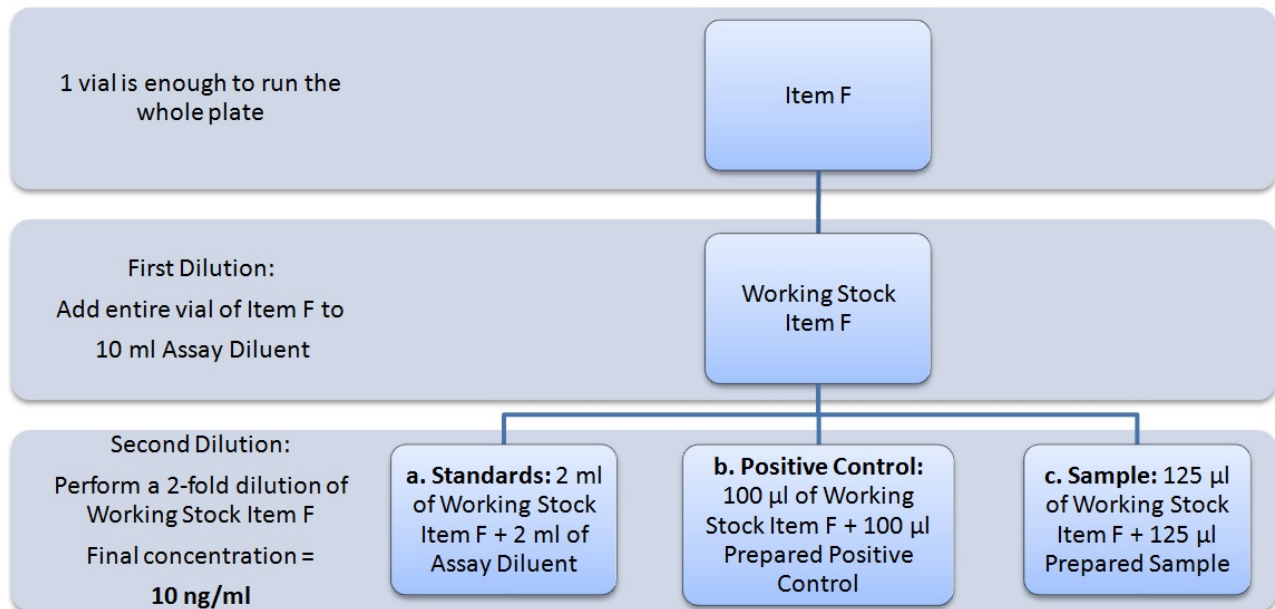 1 vial is enough to run the
whole plate
Item F
First Dilution:
Add entire vial of Item F to
10 ml Assay Diluent
Working Stock
Item F
Second Dilution:
Perform a 2-fold dilution of
Working Stock Item F
Final concentration =
10 ng/ml
a. Standards: 2 ml
of Working Stock
Item F + 2 ml of
Assay Diluent
b. Positive Control:
100 µl of Working
Stock Item F + 100 µl
Prepared Positive
Control
c. Sample: 125 µl
of Working Stock
Item F + 125 µl
Prepared Sample